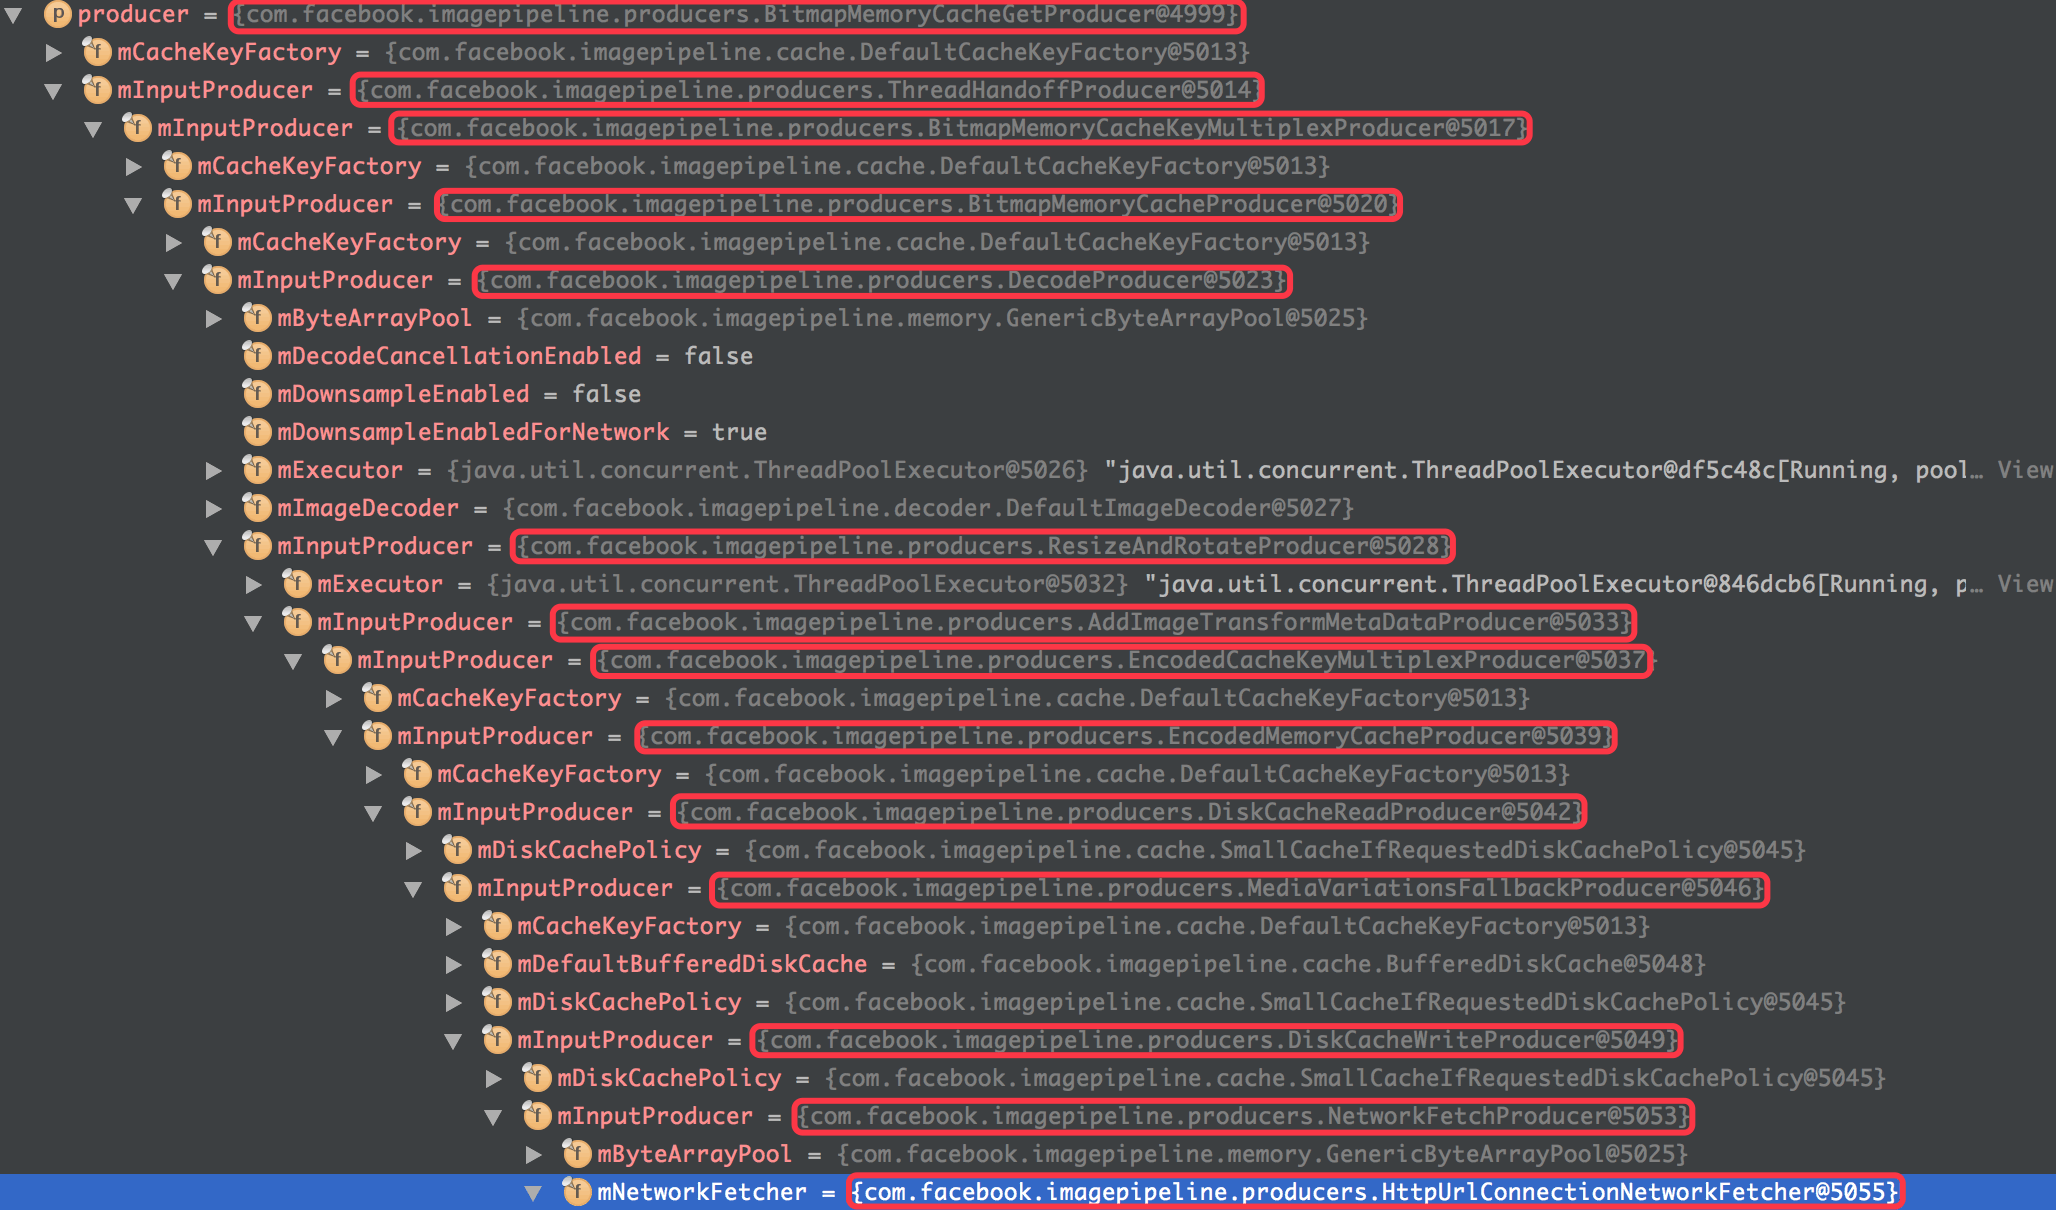 p producer = {com.facebook.imagepipeline.producers.BitmapMemoryCacheGetProducer@4999}
f mCacheKeyFactory = {com.facebook.imagepipeline.cache.DefaultCacheKeyFactory@5013}
f mInputProducer = {com.facebook.imagepipeline.producers.ThreadHandoffProducer@5014}
f mInputProducer = {com.facebook.imagepipeline.producers.BitmapMemoryCacheKeyMultiplexProducer@5017}
f mCacheKeyFactory = {com.facebook.imagepipeline.cache.DefaultCacheKeyFactory@5013}
f mInputProducer = {com.facebook.imagepipeline.producers.BitmapMemoryCacheProducer@5020}
f mCacheKeyFactory = {com.facebook.imagepipeline.cache.DefaultCacheKeyFactory@5013}
f mInputProducer = {com.facebook.imagepipeline.producers.DecodeProducer@5023}
f mByteArrayPool = {com.facebook.imagepipeline.memory.GenericByteArrayPool@5025}
f mDecodeCancellationEnabled = false
f mDownsampleEnabled = false
f mDownsampleEnabledForNetwork = true
f mExecutor = {java.util.concurrent.ThreadPoolExecutor@5026} "java.util.concurrent.ThreadPoolExecutor@df5c48c[Running, pool... View
f mImageDecoder = {com.facebook.imagepipeline.decoder.DefaultImageDecoder@5027}
f mInputProducer = {com.facebook.imagepipeline.producers.ResizeAndRotateProducer@5028}
f mExecutor = {java.util.concurrent.ThreadPoolExecutor@5032} "java.util.concurrent.ThreadPoolExecutor@846dcb6[Running, p... View
f mInputProducer = {com.facebook.imagepipeline.producers.AddImageTransformMetaDataProducer@5033}
f mInputProducer = {com.facebook.imagepipeline.producers.EncodedCacheKeyMultiplexProducer@5037}
f mCacheKeyFactory = {com.facebook.imagepipeline.cache.DefaultCacheKeyFactory@5013}
f mInputProducer = {com.facebook.imagepipeline.producers.EncodedMemoryCacheProducer@5039}
f mCacheKeyFactory = {com.facebook.imagepipeline.cache.DefaultCacheKeyFactory@5013}
f mInputProducer = {com.facebook.imagepipeline.producers.DiskCacheReadProducer@5042}
f mDiskCachePolicy = {com.facebook.imagepipeline.cache.SmallCacheIfRequestedDiskCachePolicy@5045}
f mInputProducer = {com.facebook.imagepipeline.producers.MediaVariationsFallbackProducer@5046}
f mCacheKeyFactory = {com.facebook.imagepipeline.cache.DefaultCacheKeyFactory@5013}
f mDefaultBufferedDiskCache = {com.facebook.imagepipeline.cache.BufferedDiskCache@5048}
f mDiskCachePolicy = {com.facebook.imagepipeline.cache.SmallCacheIfRequestedDiskCachePolicy@5045}
f mInputProducer = {com.facebook.imagepipeline.producers.DiskCacheWriteProducer@5049}
f mDiskCachePolicy = {com.facebook.imagepipeline.cache.SmallCacheIfRequestedDiskCachePolicy@5045}
f mInputProducer = {com.facebook.imagepipeline.producers.NetworkFetchProducer@5053}
f mByteArrayPool = {com.facebook.imagepipeline.memory.GenericByteArrayPool@5025}
f mNetworkFetcher = {com.facebook.imagepipeline.producers.HttpUrlConnectionNetworkFetcher@5055}